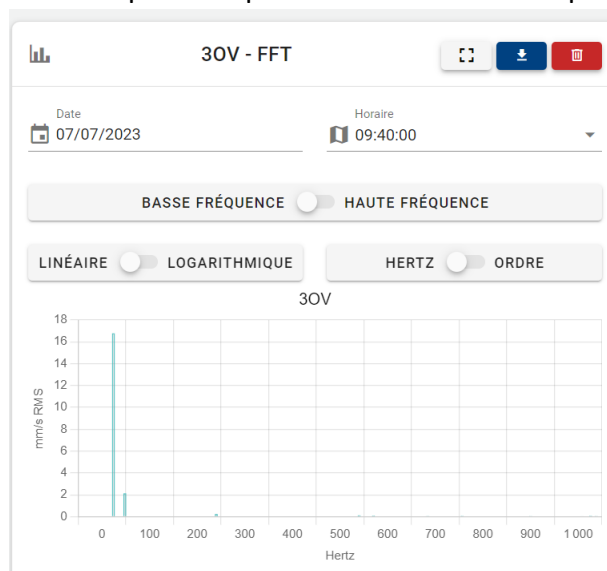 3OV - FFT
Date
07/07/2023
Horaire
09:40:00
BASSE FRÉQUENCE HAUTE FRÉQUENCE
LINÉAIRE LOGARITHMIQUE
HERTZ ORDRE
3OV
mm/s RMS
18
16
14
12
10
8
6
4
2
0
0 100 200 300 400 500 600 700 800 900 1 000
Hertz